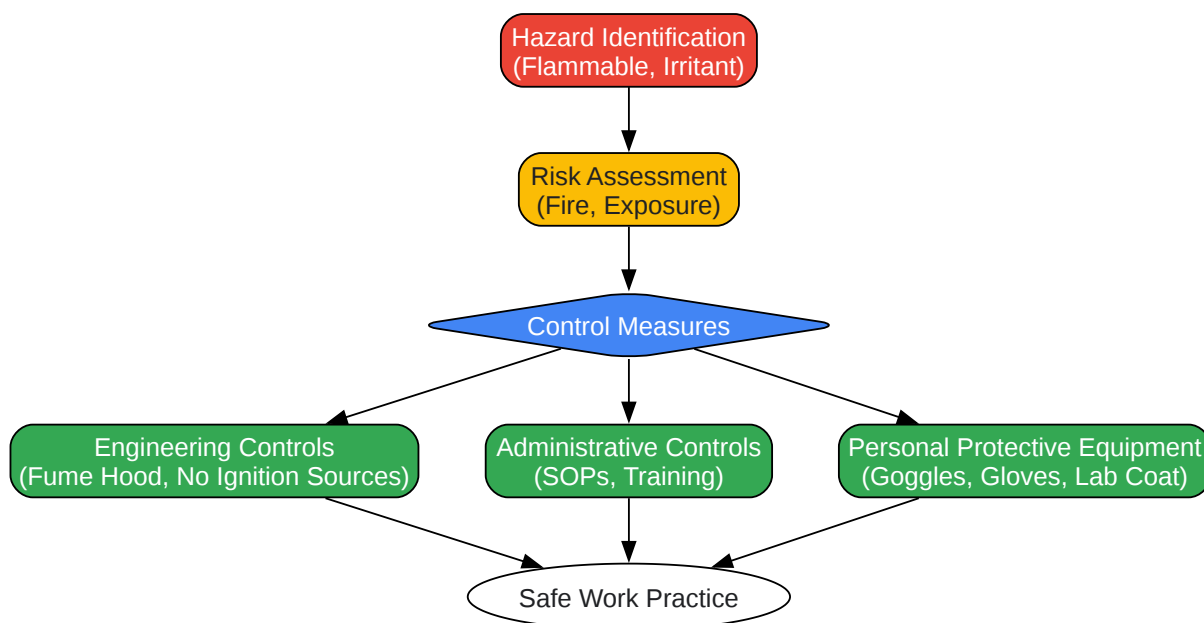 Hazard Identification
(Flammable, Irritant)
Risk Assessment
(Fire, Exposure)
Control Measures
Engineering Controls
(Fume Hood, No Ignition Sources)
Administrative Controls
(SOPs, Training)
Personal Protective Equipment
(Goggles, Gloves, Lab Coat)
Safe Work Practice